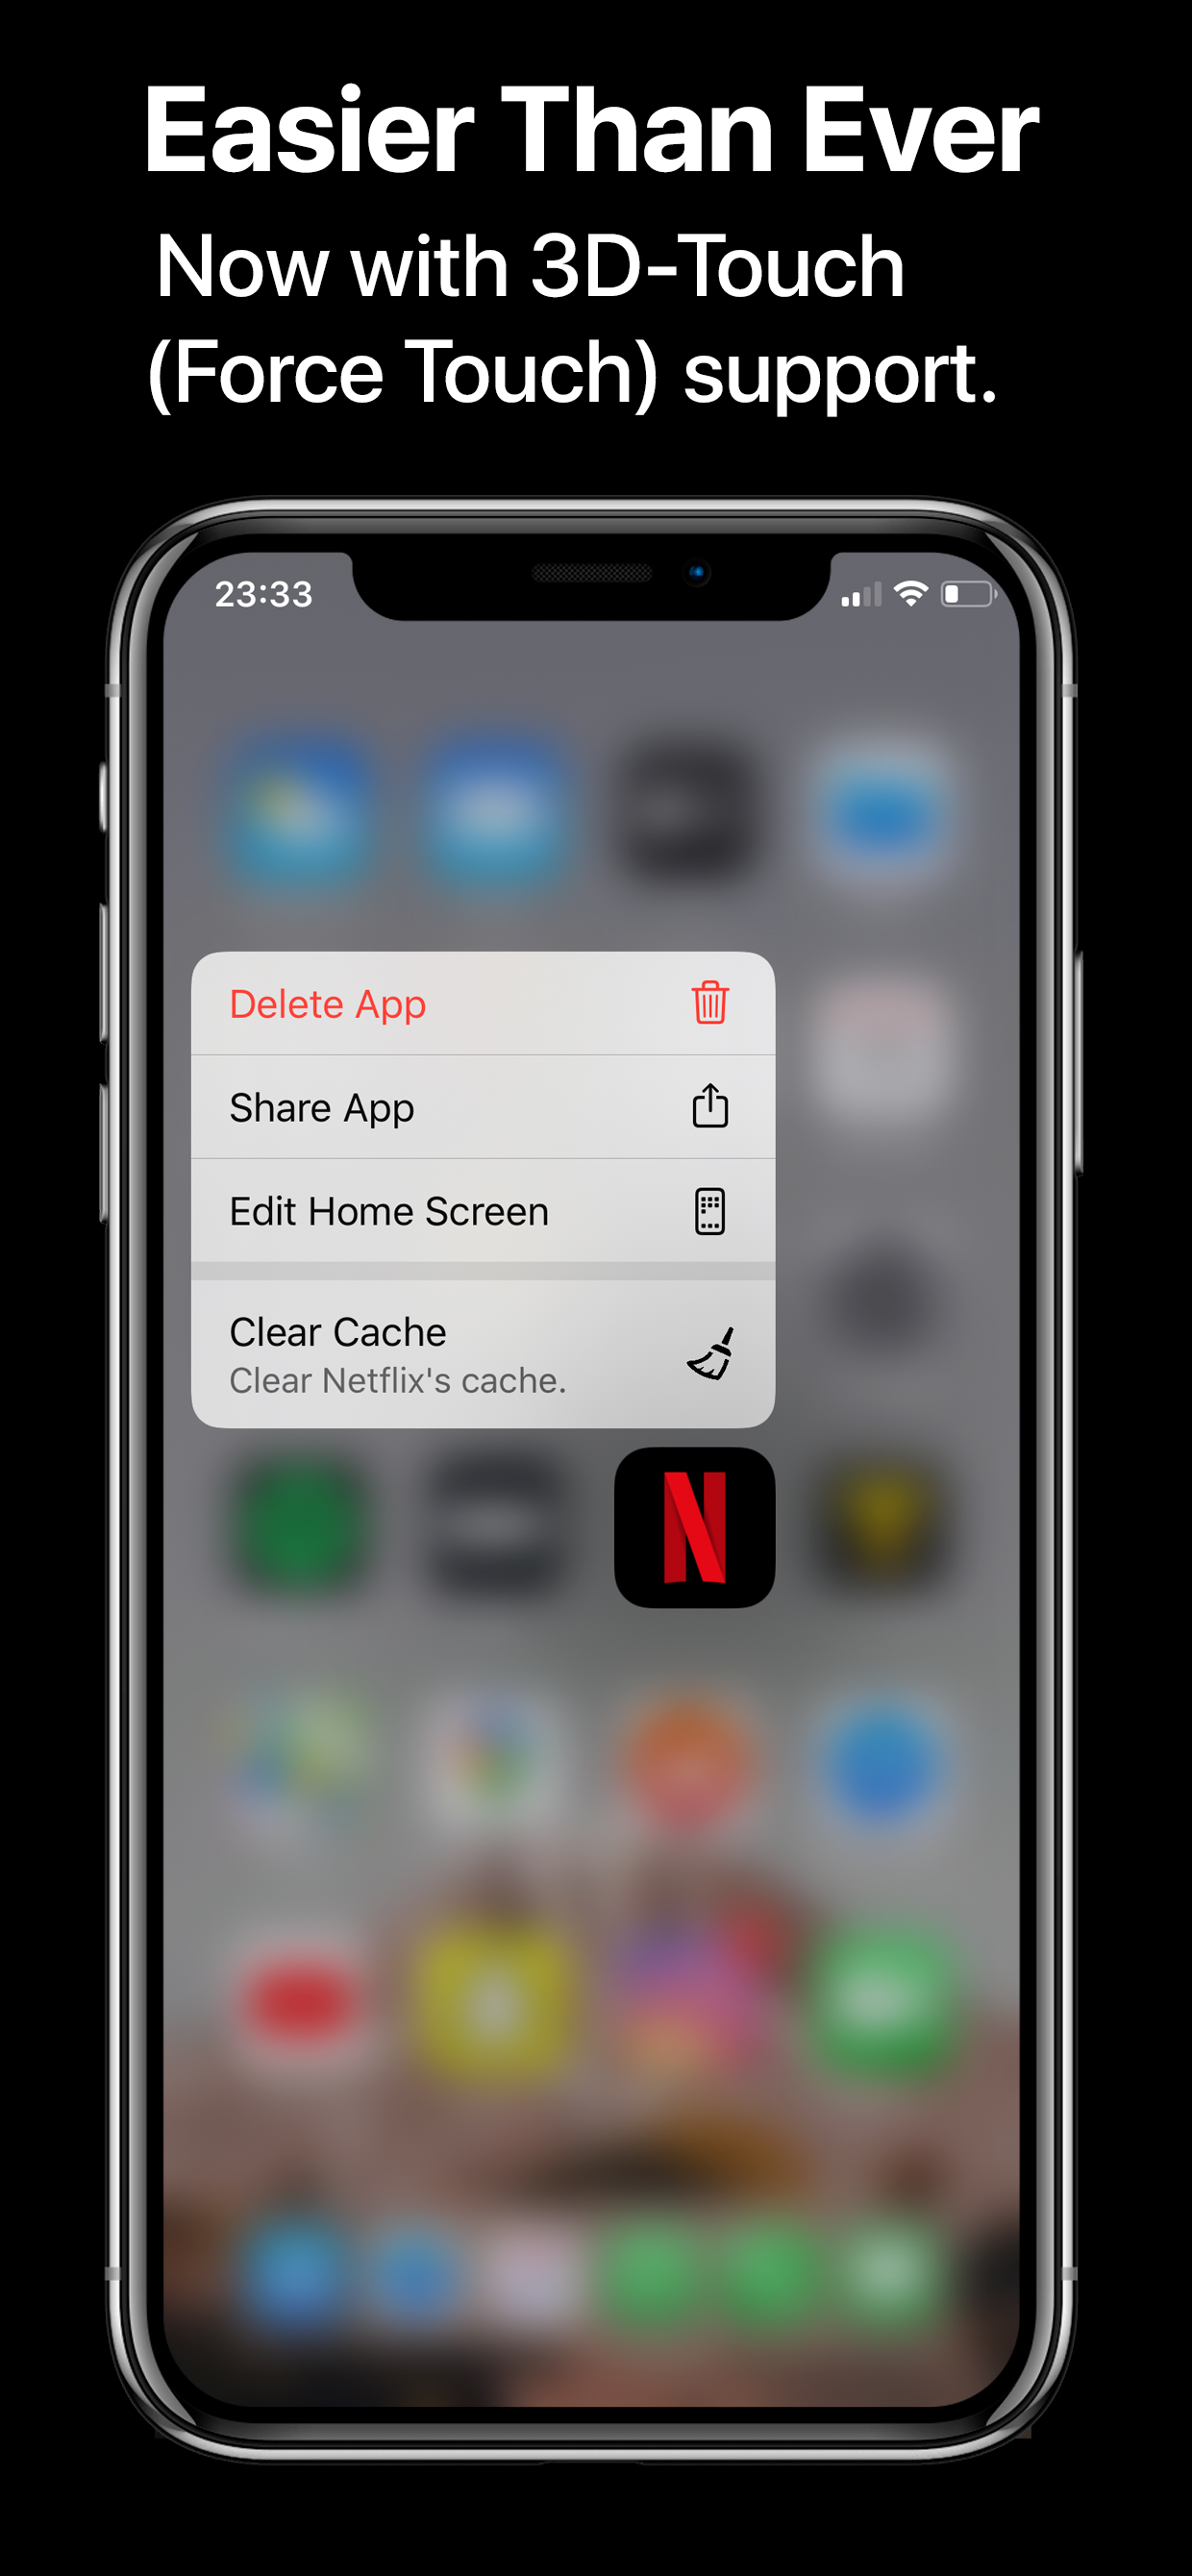 Easier Than Ever
Now with 3D-Touch
(Force Touch) support.
23:33
Delete App
Share App
Edit Home Screen
Clear Cache
Clear Netflix's cache.
N